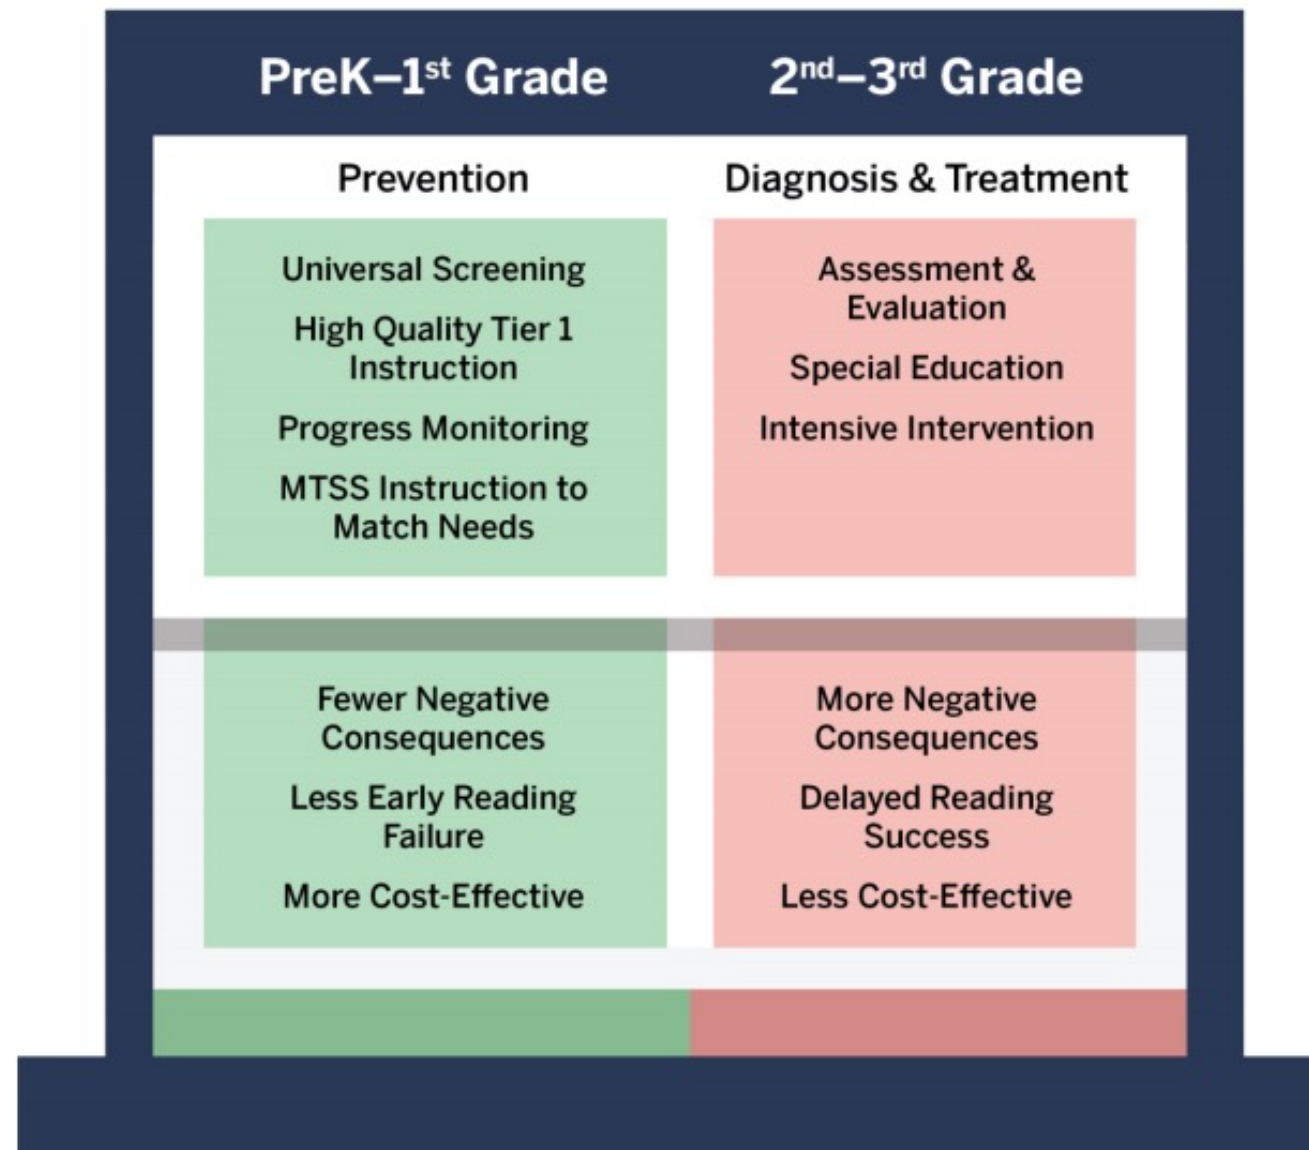 PreK–1st Grade
2nd–3rd Grade
Prevention
Universal Screening
High Quality Tier 1
Instruction
Progress Monitoring
MTSS Instruction to
Match Needs
Diagnosis & Treatment
Assessment &
Evaluation
Special Education
Intensive Intervention
Fewer Negative
Consequences
Less Early Reading
Failure
More Cost-Effective
More Negative
Consequences
Delayed Reading
Success
Less Cost-Effective